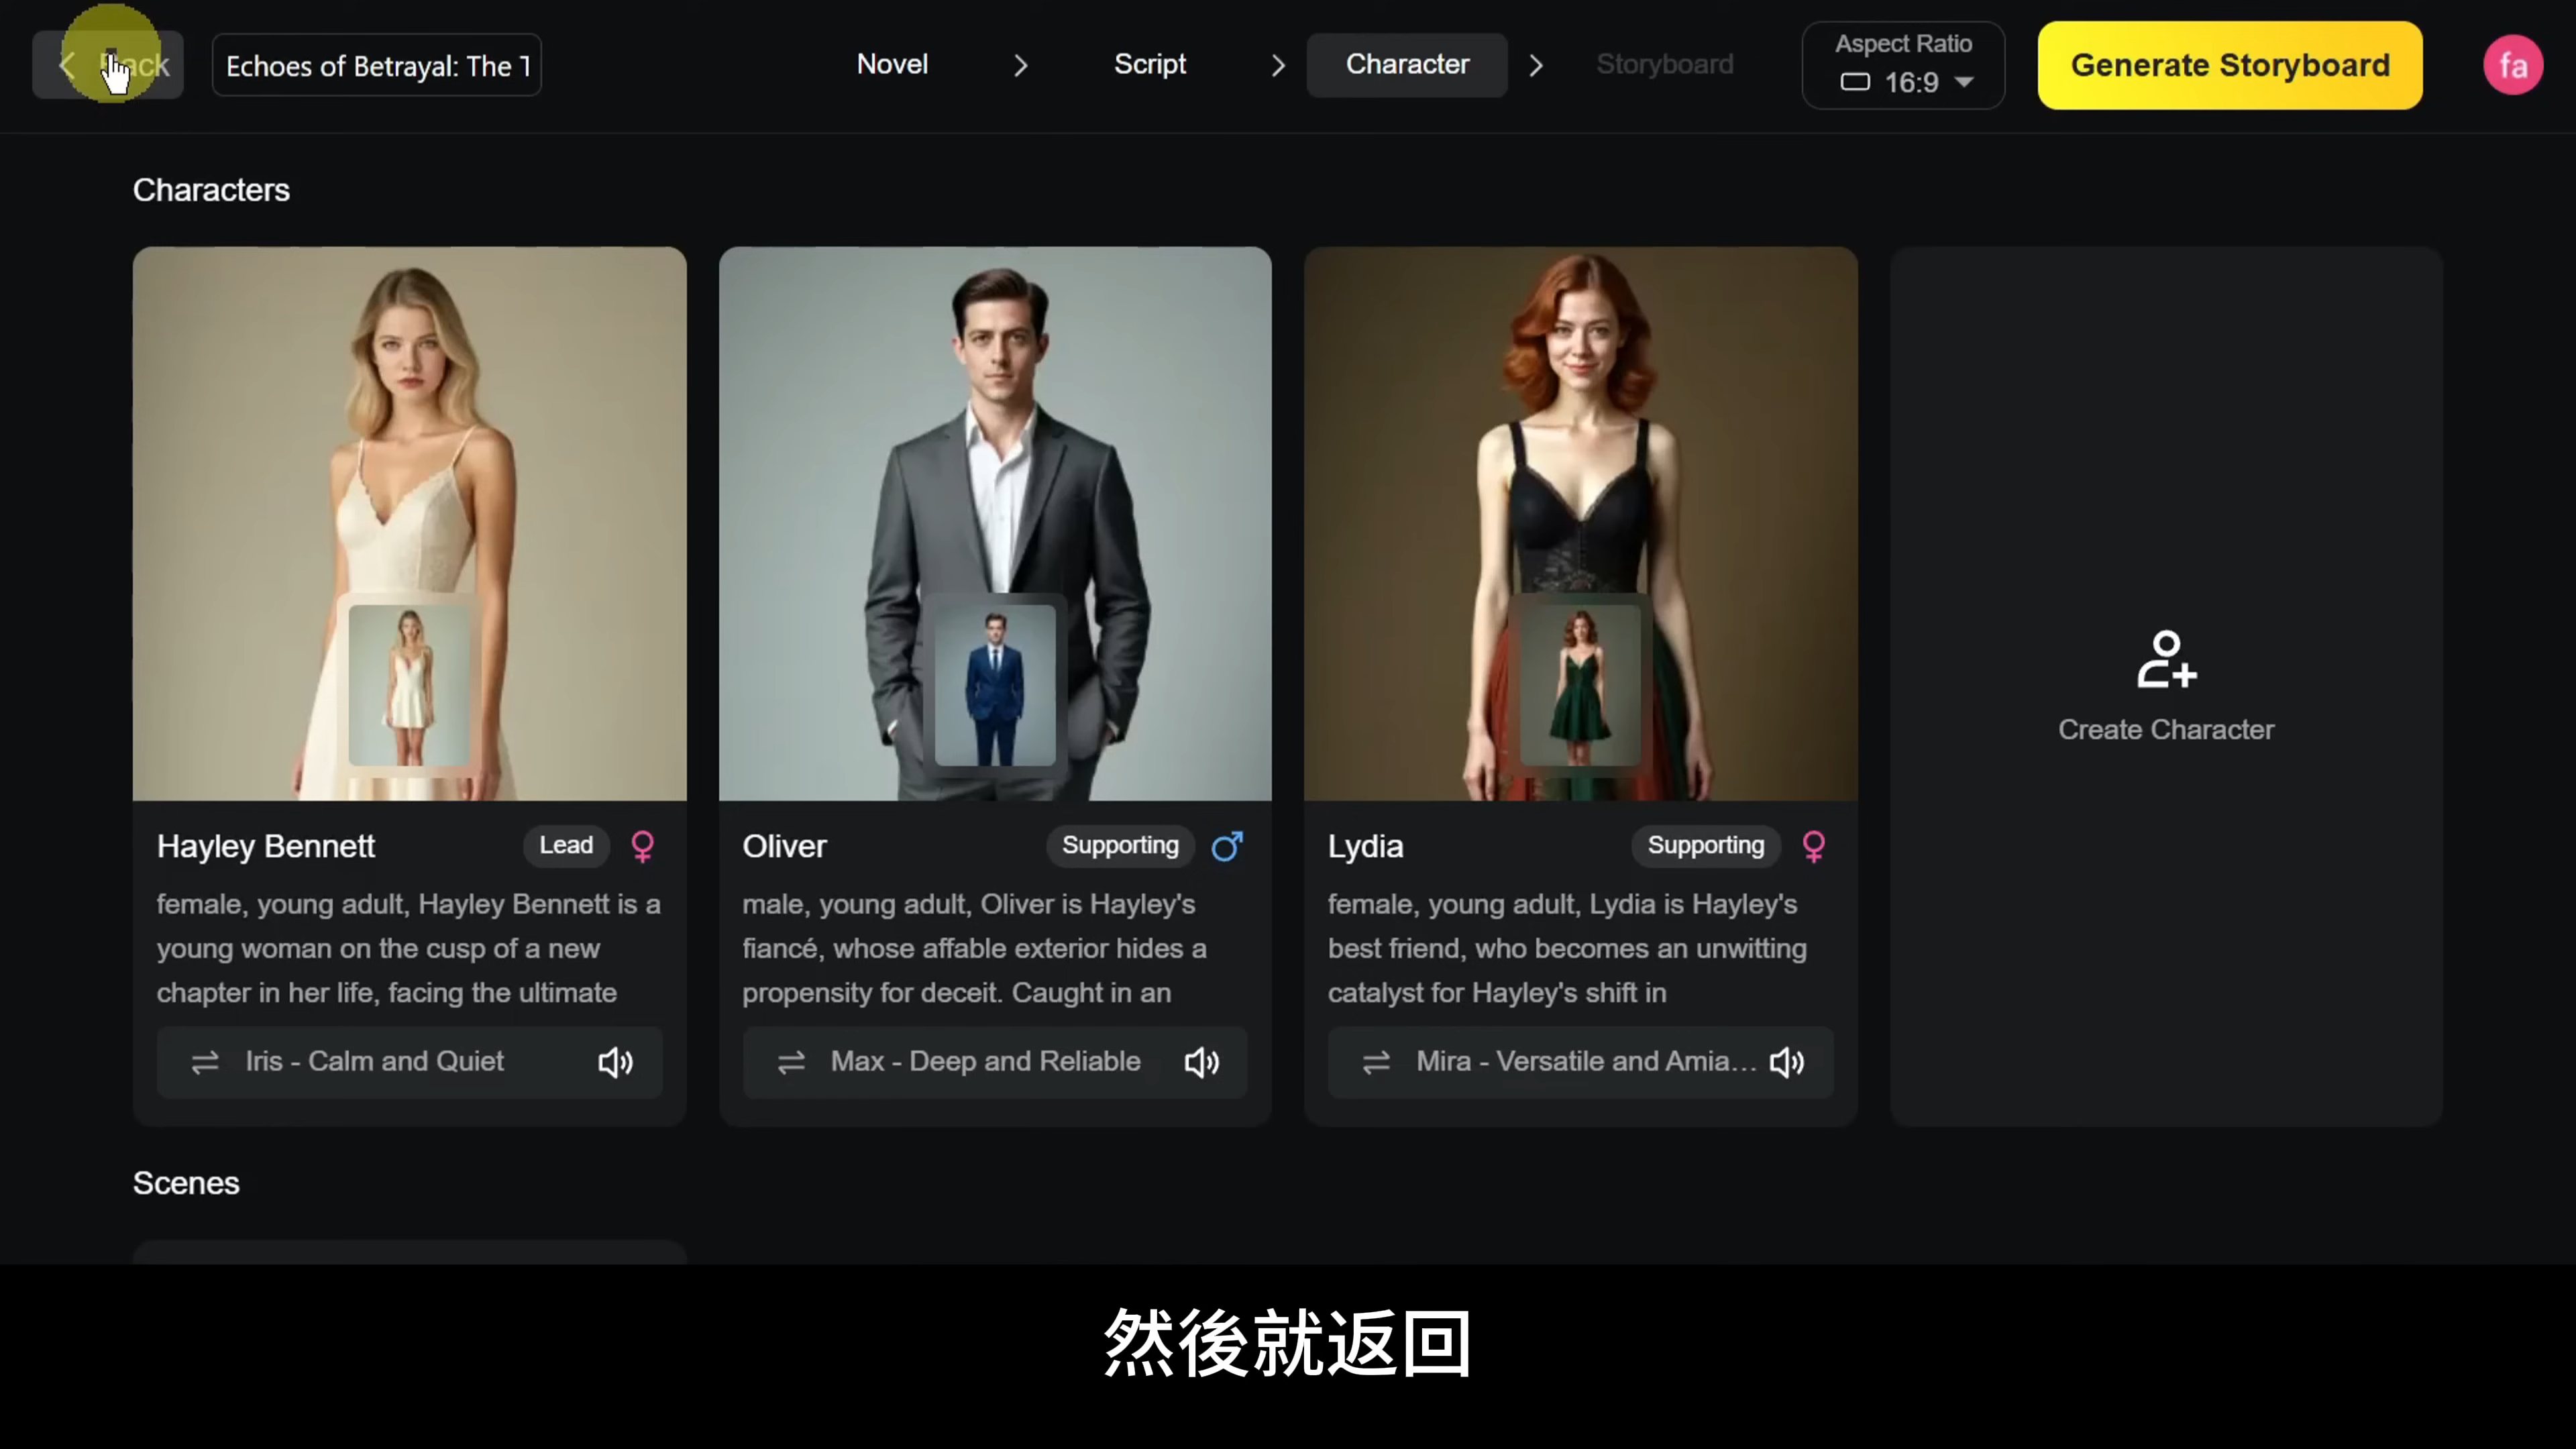 Back
Echoes of Betrayal: The T
Novel
Script
Character
Storyboard
Aspect Ratio
16:9
Generate Storyboard
fa
Characters
Hayley Bennett
Lead
female, young adult, Hayley Bennett is a
young woman on the cusp of a new
chapter in her life, facing the ultimate
Iris - Calm and Quiet
Oliver
Supporting
male, young adult, Oliver is Hayley's
fiancé, whose affable exterior hides a
propensity for deceit. Caught in an
Max - Deep and Reliable
Lydia
Supporting
female, young adult, Lydia is Hayley's
best friend, who becomes an unwitting
catalyst for Hayley's shift in
Mira - Versatile and Amia...
Create Character
Scenes
然後就返回